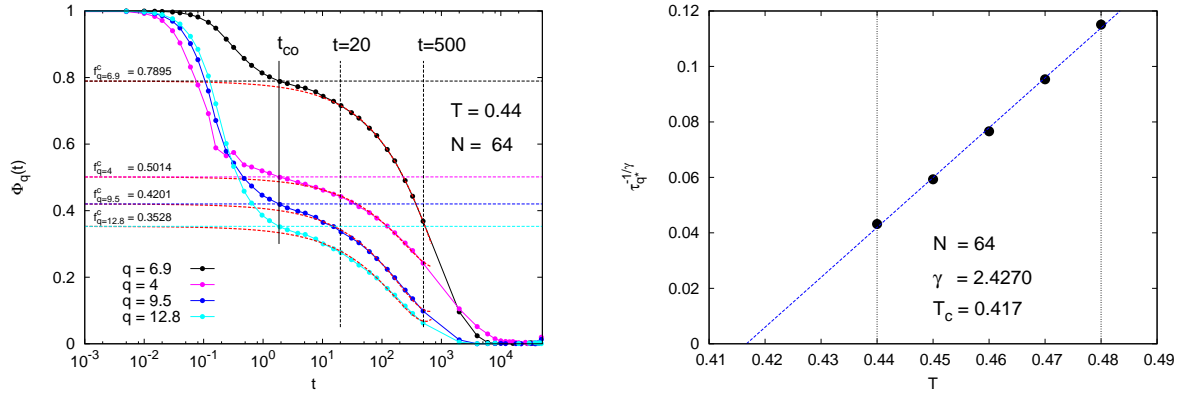 t_co t=20 t=500
f^c_q=6.9 = 0.7895
T = 0.44
N = 64
f^c_q=4 = 0.5014
f^c_q=9.5 = 0.4201
f^c_q=12.8 = 0.3528
q = 6.9
q = 4
q = 9.5
q = 12.8
Φ_q(t)
1
0.8
0.6
0.4
0.2
0
10^-3 10^-2 10^-1 10^0 10^1 10^2 10^3 10^4
t
τ_q*^-1/γ
0.12
0.1
0.08
0.06
0.04
0.02
0
N = 64
γ = 2.4270
T_c = 0.417
0.41 0.42 0.43 0.44 0.45 0.46 0.47 0.48 0.49
T